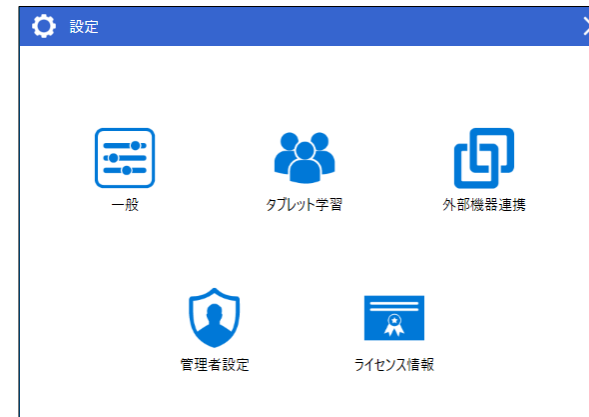 設定
一般
タブレット学習
外部機器連携
管理者設定
ライセンス情報